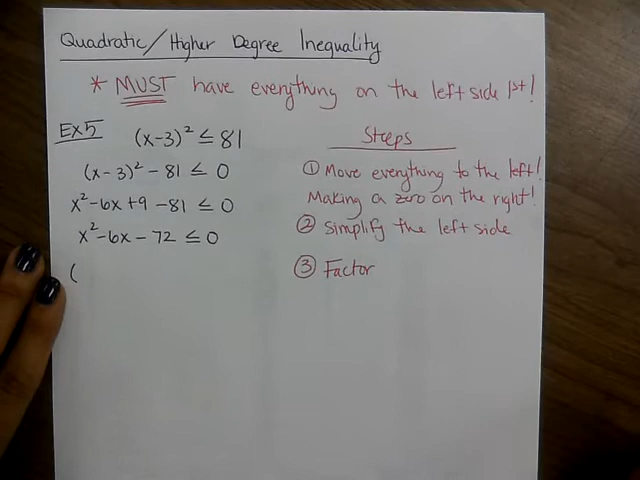 Quadratic/Higher Degree Inequality
* MUST have everything on the left side 1st!
Ex5 (x-3)² ≤ 81
Steps
(x-3)² - 81 ≤ 0
① Move everything to the left!
x² - 6x + 9 - 81 ≤ 0
Making a zero on the right!
x² - 6x - 72 ≤ 0
② Simplify the left side
(
③ Factor